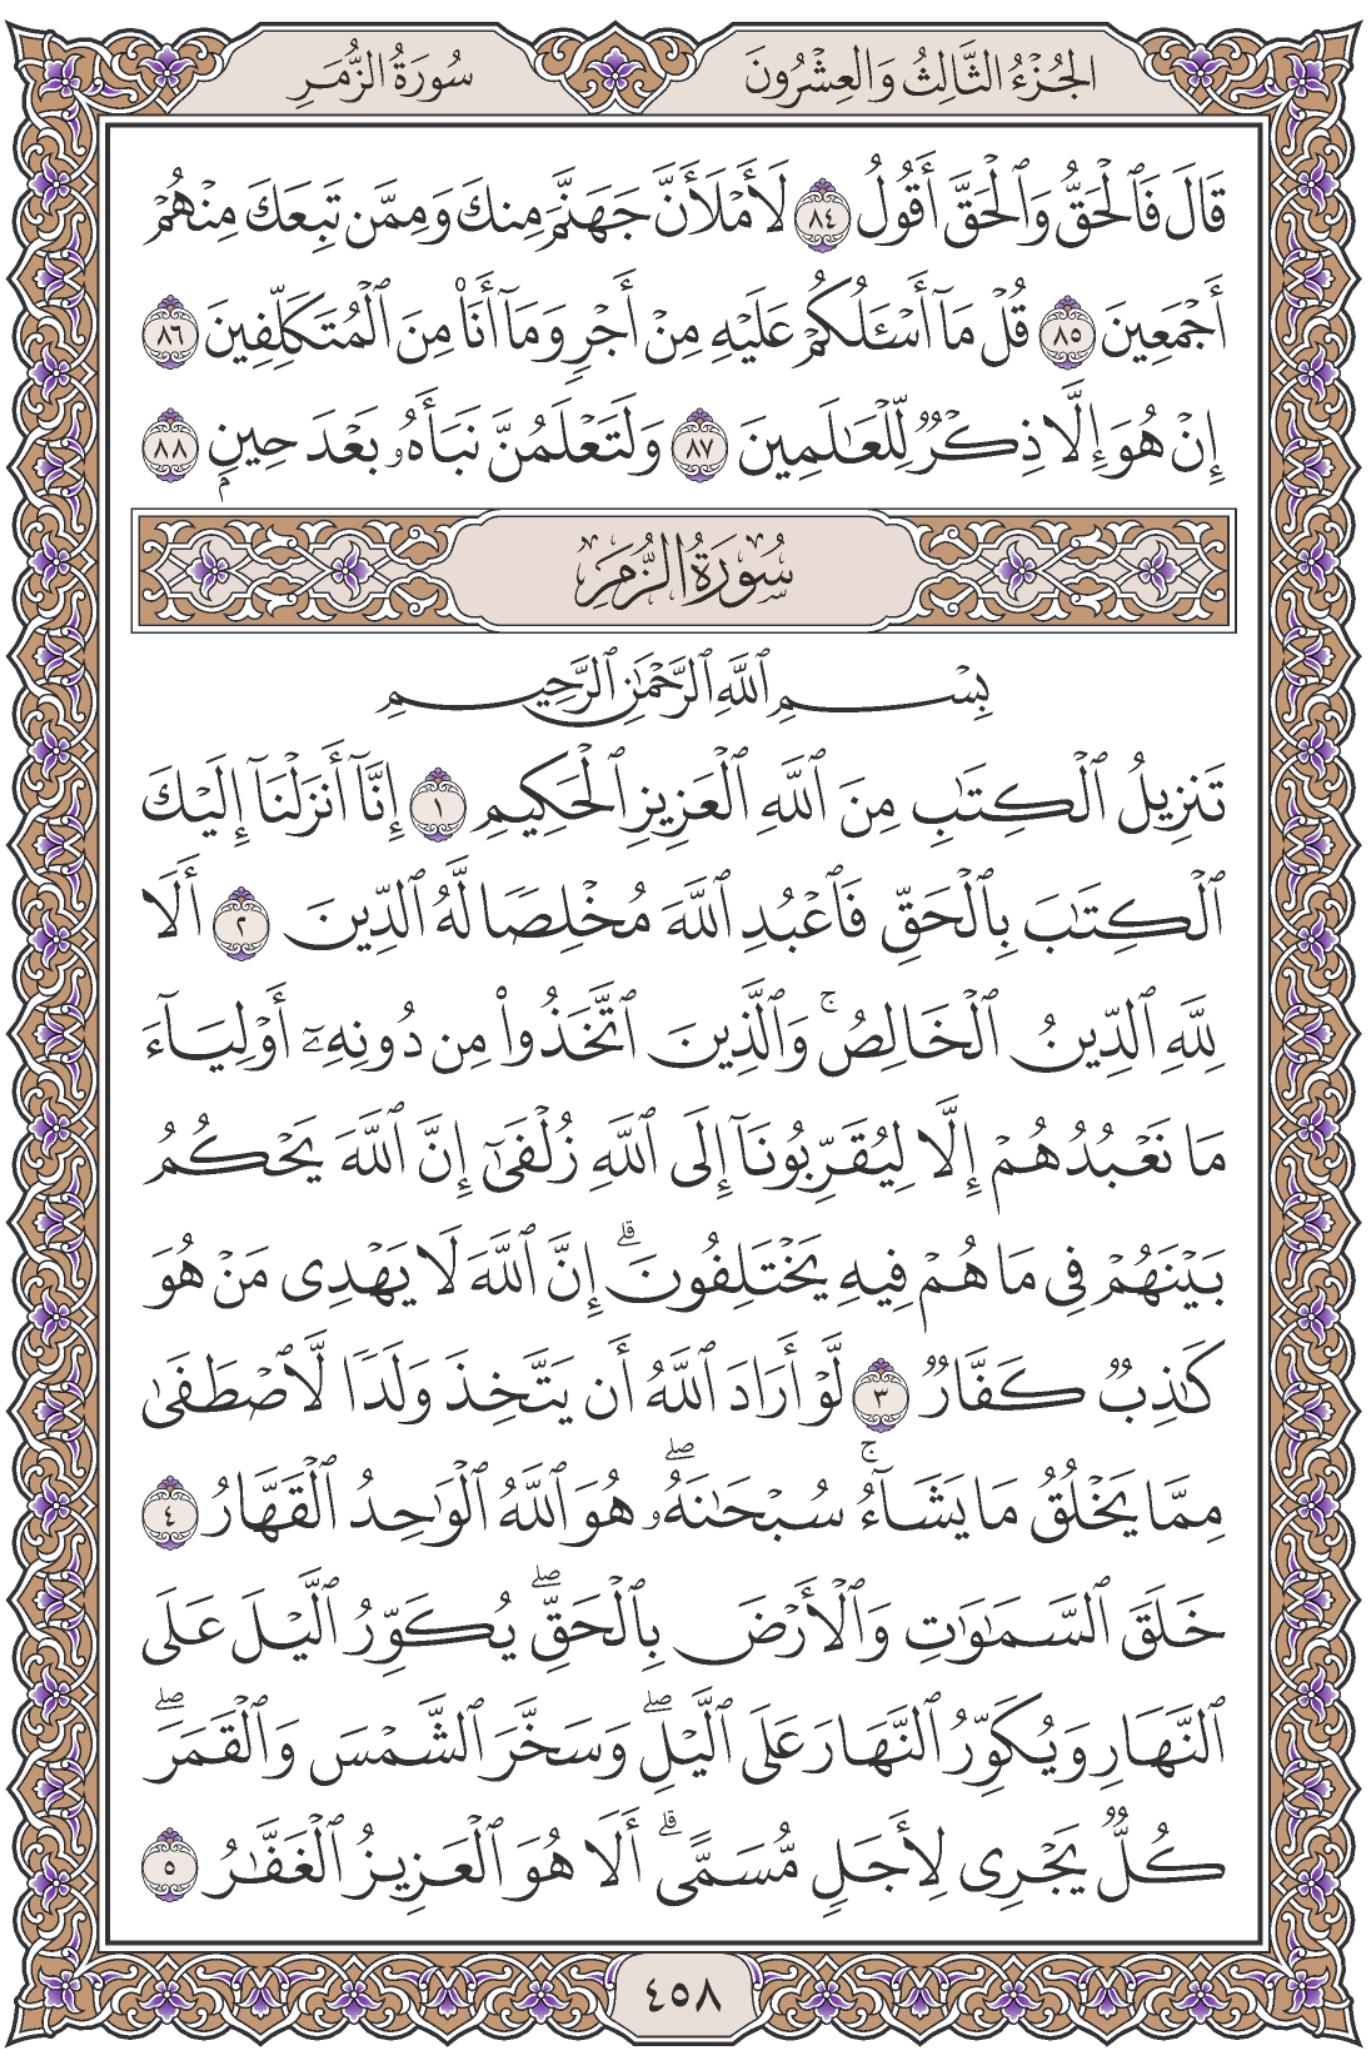 الجُزْءُ الثَّالِثُ وَالعِشْرُونَ
سُورَةُ الزُّمَرِ
قَالَ فَٱلْحَقُّ وَٱلْحَقَّ أَقُولُ ٨٤ لَأَمْلَأَنَّ جَهَنَّمَ مِنكَ وَمِمَّن تَبِعَكَ مِنْهُمْ
أَجْمَعِينَ ٨٥ قُلْ مَآ أَسْـَٔلُكُمْ عَلَيْهِ مِنْ أَجْرٍ وَمَآ أَنَا۠ مِنَ ٱلْمُتَكَلِّفِينَ ٨٦
إِنْ هُوَ إِلَّا ذِكْرٌ لِّلْعَـٰلَمِينَ ٨٧ وَلَتَعْلَمُنَّ نَبَأَهُۥ بَعْدَ حِينٍۭ ٨٨
سُورَةُ الزُّمَرِ
بِسْمِ ٱللَّهِ ٱلرَّحْمَـٰنِ ٱلرَّحِيمِ
تَنزِيلُ ٱلْكِتَـٰبِ مِنَ ٱللَّهِ ٱلْعَزِيزِ ٱلْحَكِيمِ ١ إِنَّآ أَنزَلْنَآ إِلَيْكَ
ٱلْكِتَـٰبَ بِٱلْحَقِّ فَٱعْبُدِ ٱللَّهَ مُخْلِصًا لَّهُ ٱلدِّينَ ٢ أَلَا
لِلَّهِ ٱلدِّينُ ٱلْخَالِصُ ۚ وَٱلَّذِينَ ٱتَّخَذُوا۟ مِن دُونِهِۦٓ أَوْلِيَآءَ
مَا نَعْبُدُهُمْ إِلَّا لِيُقَرِّبُونَآ إِلَى ٱللَّهِ زُلْفَىٰٓ إِنَّ ٱللَّهَ يَحْكُمُ
بَيْنَهُمْ فِى مَا هُمْ فِيهِ يَخْتَلِفُونَ ۗ إِنَّ ٱللَّهَ لَا يَهْدِى مَنْ هُوَ
كَـٰذِبٌ كَفَّارٌ ٣ لَّوْ أَرَادَ ٱللَّهُ أَن يَتَّخِذَ وَلَدًا لَّٱصْطَفَىٰ
مِمَّا يَخْلُقُ مَا يَشَآءُ ۚ سُبْحَـٰنَهُۥ ۖ هُوَ ٱللَّهُ ٱلْوَٰحِدُ ٱلْقَهَّارُ ٤
خَلَقَ ٱلسَّمَـٰوَٰتِ وَٱلْأَرْضَ بِٱلْحَقِّ ۖ يُكَوِّرُ ٱلَّيْلَ عَلَى
ٱلنَّهَارِ وَيُكَوِّرُ ٱلنَّهَارَ عَلَى ٱلَّيْلِ ۖ وَسَخَّرَ ٱلشَّمْسَ وَٱلْقَمَرَ ۖ
كُلٌّ يَجْرِى لِأَجَلٍ مُّسَمًّى ۗ أَلَا هُوَ ٱلْعَزِيزُ ٱلْغَفَّـٰرُ ٥
٤٥٨